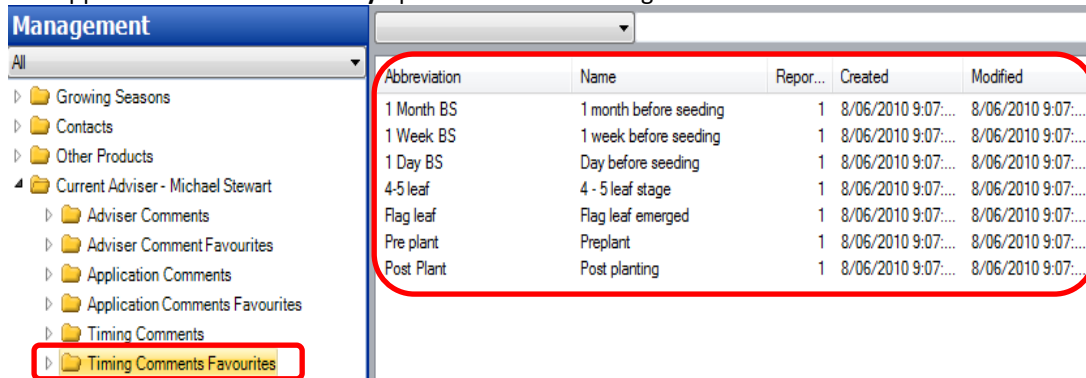 Management
All
Growing Seasons
Contacts
Other Products
Current Adviser - Michael Stewart
Adviser Comments
Adviser Comment Favourites
Application Comments
Application Comments Favourites
Timing Comments
Timing Comments Favourites
Abbreviation Name Repor... Created Modified
1 Month BS 1 month before seeding 1 8/06/2010 9:07:... 8/06/2010 9:07:...
1 Week BS 1 week before seeding 1 8/06/2010 9:07:... 8/06/2010 9:07:...
1 Day BS Day before seeding 1 8/06/2010 9:07:... 8/06/2010 9:07:...
4-5 leaf 4 - 5 leaf stage 1 8/06/2010 9:07:... 8/06/2010 9:07:...
Flag leaf Flag leaf emerged 1 8/06/2010 9:07:... 8/06/2010 9:07:...
Pre plant Preplant 1 8/06/2010 9:07:... 8/06/2010 9:07:...
Post Plant Post planting 1 8/06/2010 9:07:... 8/06/2010 9:07:...